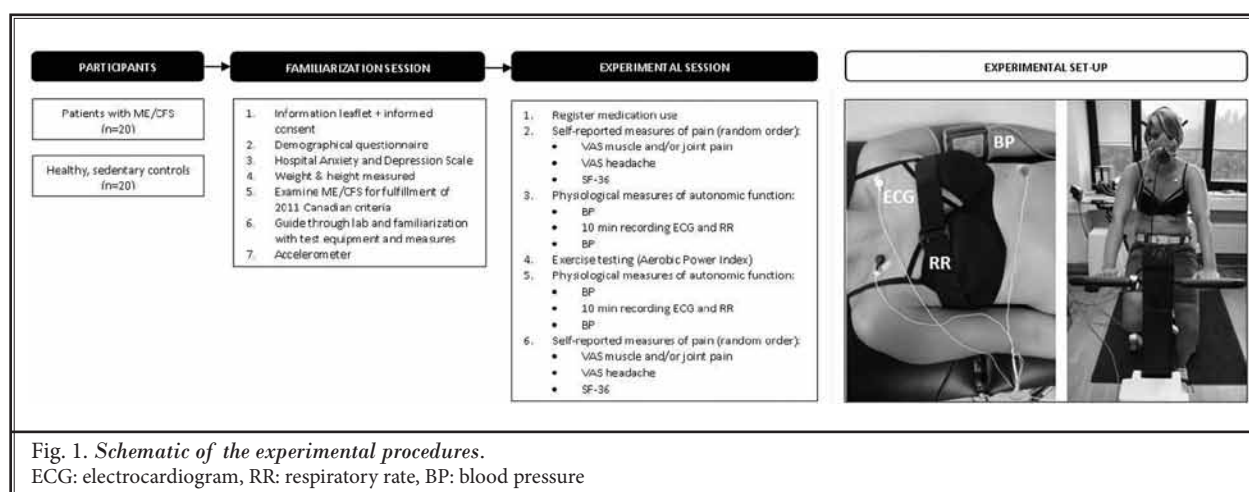 PARTICIPANTS
Patients with ME/CFS
(n=20)
Healthy, sedentary controls
(n=20)
FAMILIARIZATION SESSION
1. Information leaflet + informed
consent
2. Demographical questionnaire
3. Hospital Anxiety and Depression Scale
4. Weight & height measured
5. Examine ME/CFS for fulfillment of
2011 Canadian criteria
6. Guide through lab and familiarization
with test equipment and measures
7. Accelerometer
EXPERIMENTAL SESSION
1. Register medication use
2. Self-reported measures of pain (random order):
• VAS muscle and/or joint pain
• VAS headache
• SF-36
3. Physiological measures of autonomic function:
• BP
• 10 min recording ECG and RR
• BP
4. Exercise testing (Aerobic Power Index)
5. Physiological measures of autonomic function:
• BP
• 10 min recording ECG and RR
• BP
6. Self-reported measures of pain (random order):
• VAS muscle and/or joint pain
• VAS headache
• SF-36
EXPERIMENTAL SET-UP
BP
ECG
RR
Fig. 1. Schematic of the experimental procedures.
ECG: electrocardiogram, RR: respiratory rate, BP: blood pressure